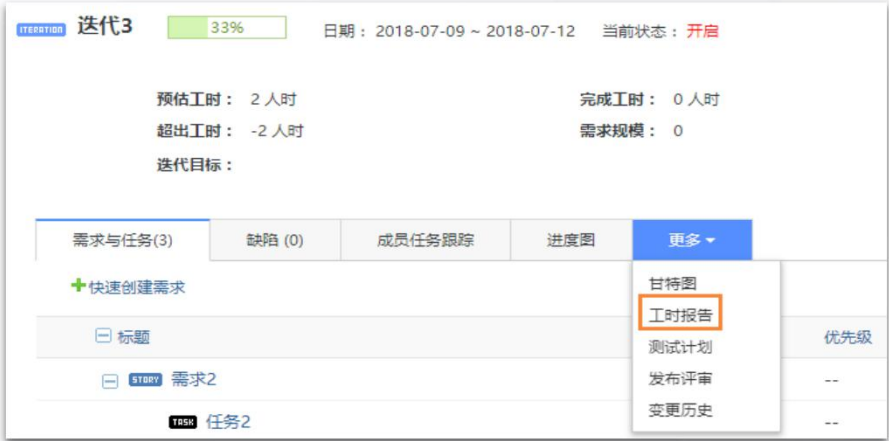 ITERATION 迭代3 33% 日期： 2018-07-09 ~ 2018-07-12 当前状态： 开启
预估工时： 2 人时 完成工时： 0 人时
超出工时： -2 人时 需求规模： 0
迭代目标：
需求与任务(3) 缺陷 (0) 成员任务跟踪 进度图 更多
快速创建需求
甘特图
工时报告
标题 优先级
测试计划
STORY 需求2 --
发布评审
变更历史
TASK 任务2 --